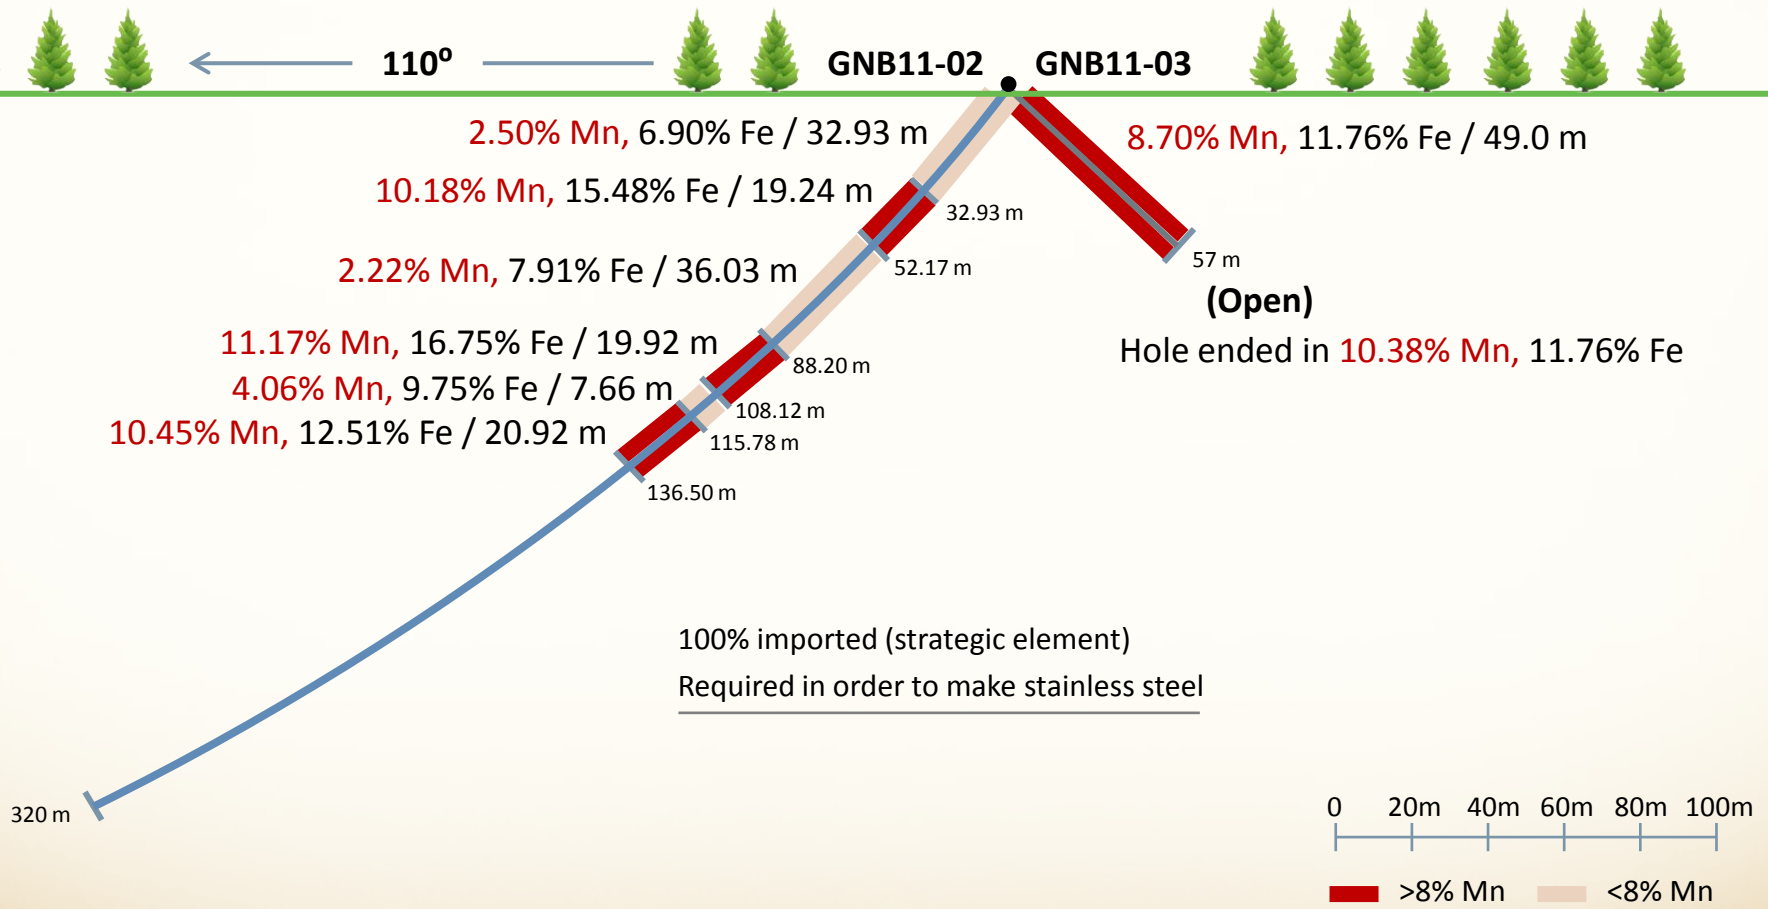 110⁰
GNB11-02
GNB11-03
2.50% Mn, 6.90% Fe / 32.93 m
8.70% Mn, 11.76% Fe / 49.0 m
10.18% Mn, 15.48% Fe / 19.24 m
32.93 m
52.17 m
57 m
2.22% Mn, 7.91% Fe / 36.03 m
(Open)
11.17% Mn, 16.75% Fe / 19.92 m
Hole ended in 10.38% Mn, 11.76% Fe
88.20 m
4.06% Mn, 9.75% Fe / 7.66 m
108.12 m
10.45% Mn, 12.51% Fe / 20.92 m
115.78 m
136.50 m
100% imported (strategic element)
Required in order to make stainless steel
320 m
0 20m 40m 60m 80m 100m
>8% Mn <8% Mn